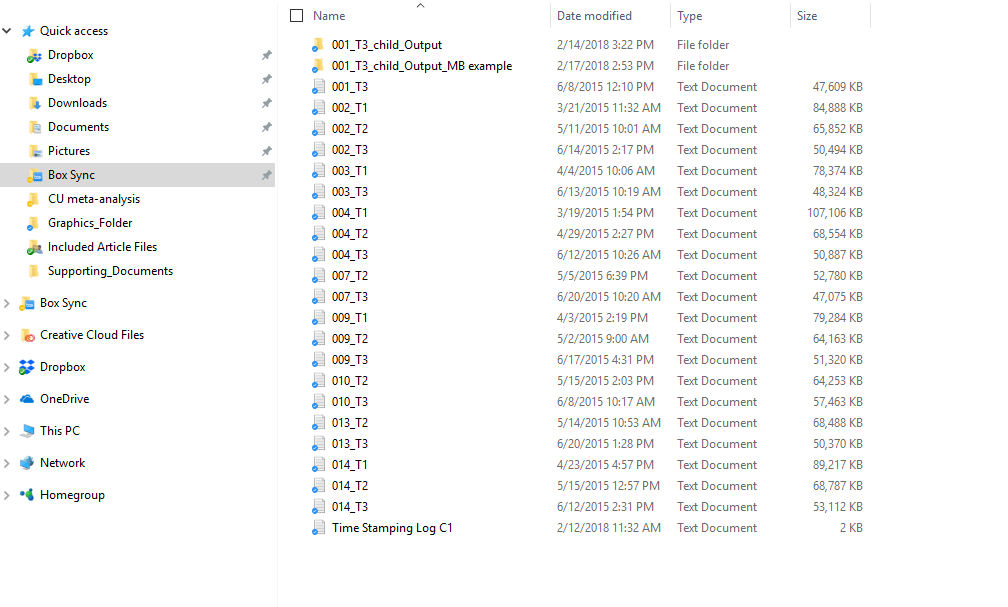 Name Date modified Type Size
Quick access
Dropbox
Desktop
Downloads
Documents
Pictures
Box Sync
CU meta-analysis
Graphics_Folder
Included Article Files
Supporting_Documents
Box Sync
Creative Cloud Files
Dropbox
OneDrive
This PC
Network
Homegroup
001_T3_child_Output 2/14/2018 3:22 PM File folder
001_T3_child_Output_MB example 2/17/2018 2:53 PM File folder
001_T3 6/8/2015 12:10 PM Text Document 47,609 KB
002_T1 3/21/2015 11:32 AM Text Document 84,888 KB
002_T2 5/11/2015 10:01 AM Text Document 65,852 KB
002_T3 6/14/2015 2:17 PM Text Document 50,494 KB
003_T1 4/4/2015 10:06 AM Text Document 78,374 KB
003_T3 6/13/2015 10:19 AM Text Document 48,324 KB
004_T1 3/19/2015 1:54 PM Text Document 107,106 KB
004_T2 4/29/2015 2:27 PM Text Document 68,554 KB
004_T3 6/12/2015 10:26 AM Text Document 50,887 KB
007_T2 5/5/2015 6:39 PM Text Document 52,780 KB
007_T3 6/20/2015 10:20 AM Text Document 47,075 KB
009_T1 4/3/2015 2:19 PM Text Document 79,284 KB
009_T2 5/2/2015 9:00 AM Text Document 64,163 KB
009_T3 6/17/2015 4:31 PM Text Document 51,320 KB
010_T2 5/15/2015 2:03 PM Text Document 64,253 KB
010_T3 6/8/2015 10:17 AM Text Document 57,463 KB
013_T2 5/14/2015 10:53 AM Text Document 68,488 KB
013_T3 6/20/2015 1:28 PM Text Document 50,370 KB
014_T1 4/23/2015 4:57 PM Text Document 89,217 KB
014_T2 5/15/2015 12:57 PM Text Document 68,787 KB
014_T3 6/12/2015 2:31 PM Text Document 53,112 KB
Time Stamping Log C1 2/12/2018 11:32 AM Text Document 2 KB